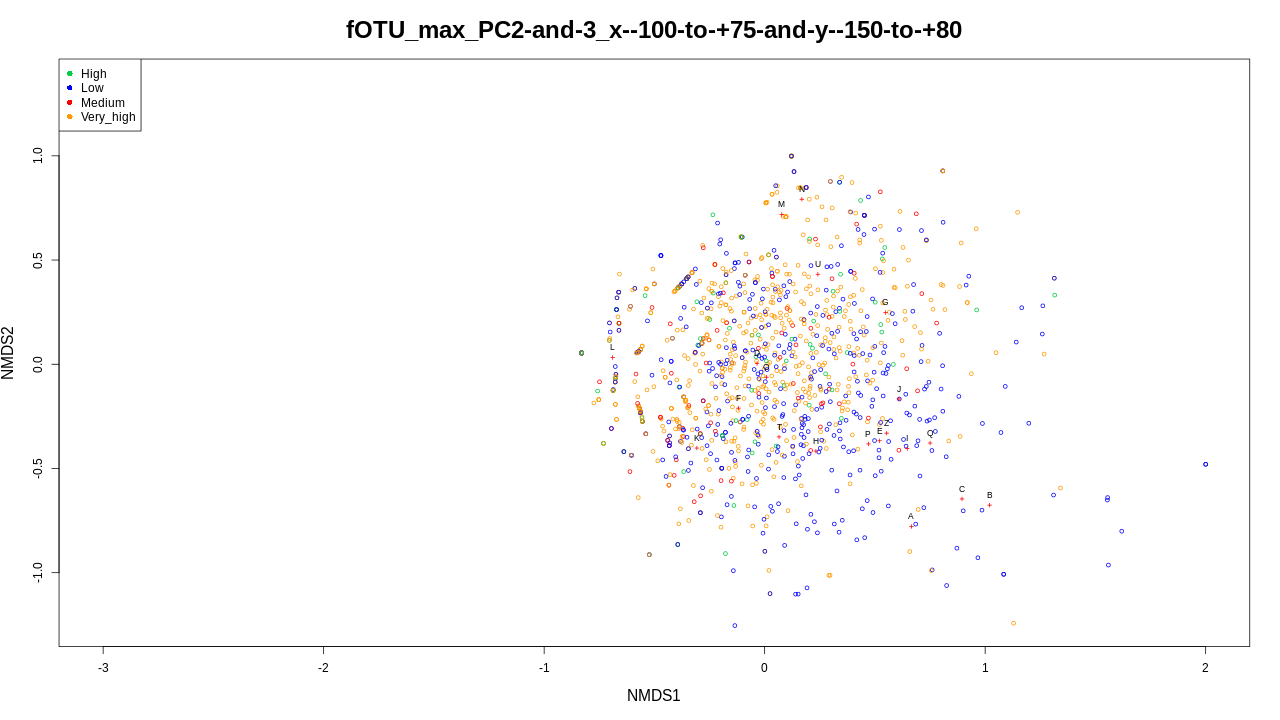 fOTU_max_PC2-and-3_x--100-to-+75-and-y--150-to-+80
High
Low
Medium
Very_high
NMDS2
1.0
0.5
0.0
-0.5
-1.0
N
M
U
G
L
O
J
F
T
K
H
P
E
Z
I
Q
C
B
A
-3
-2
-1
0
1
2
NMDS1